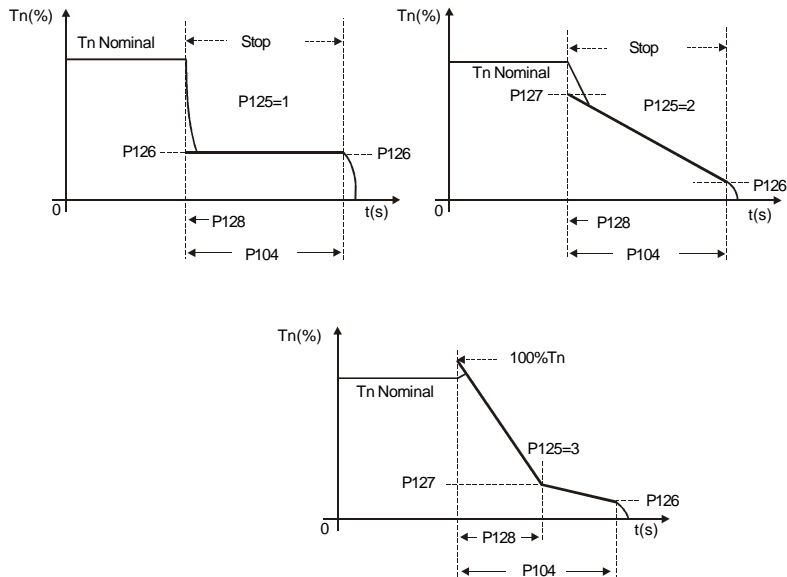 Tn(%)
Stop
Tn Nominal
P125=1
P126
P126
0
t(s)
P128
P104
Tn(%)
Stop
Tn Nominal
P127
P125=2
P126
0
t(s)
P128
P104
Tn(%)
100%Tn
Tn Nominal
P125=3
P127
P126
0
t(s)
P128
P104